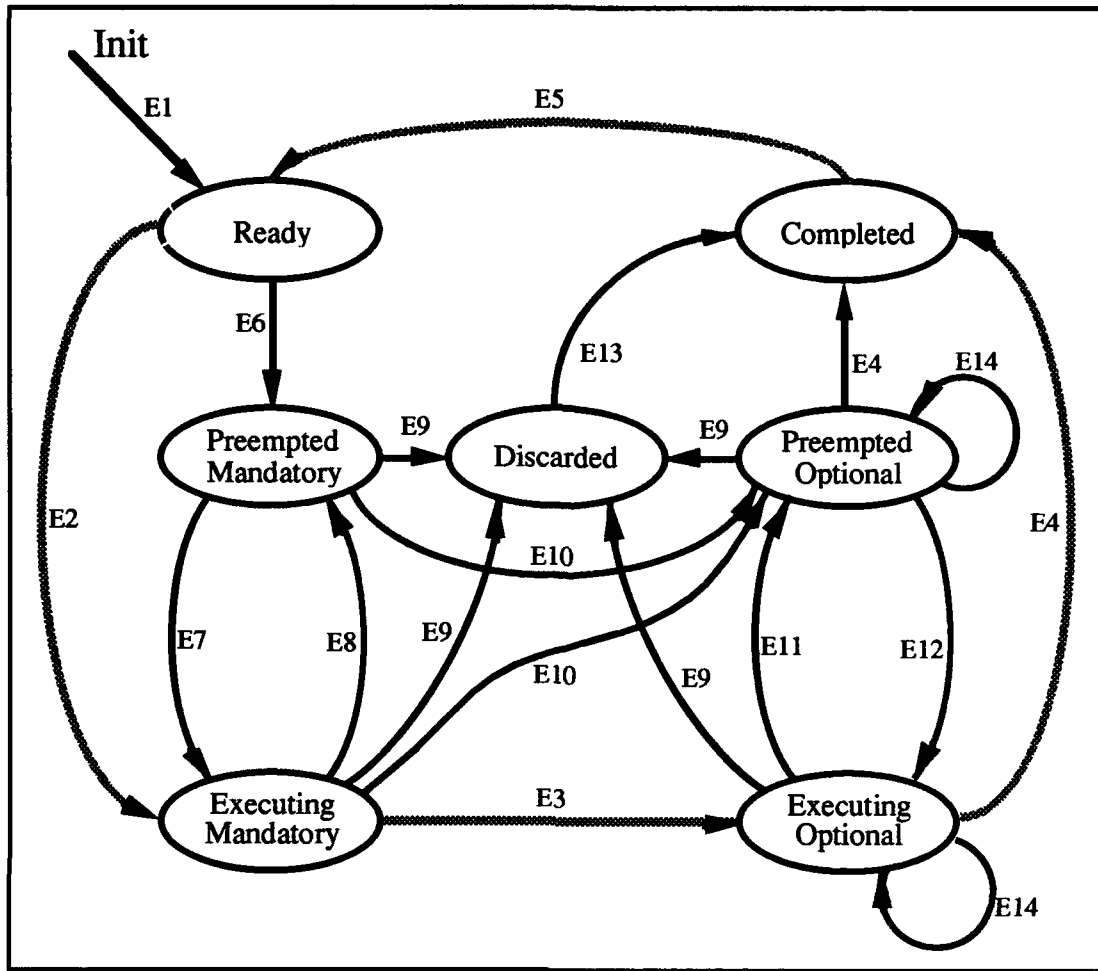 Init
E1
E5
Ready
Completed
E6
E13
E4
E14
Preempted
Mandatory
E9
Discarded
E9
Preempted
Optional
E2
E10
E4
E7
E8
E9
E10
E9
E11
E12
Executing
Mandatory
E3
Executing
Optional
E14